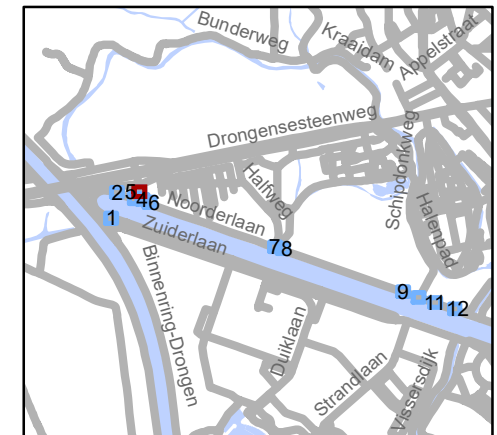 Bunderweg
Kraaidam
Appelstraat
Drongensesteenweg
Schipdonkweg
Halfweg
Halenpad
25
46
Noorderlaan
1
Zuiderlaan
78
Binnenring-Drongen
9
11
12
Duiklaan
Strandlaan
Vissersdijk